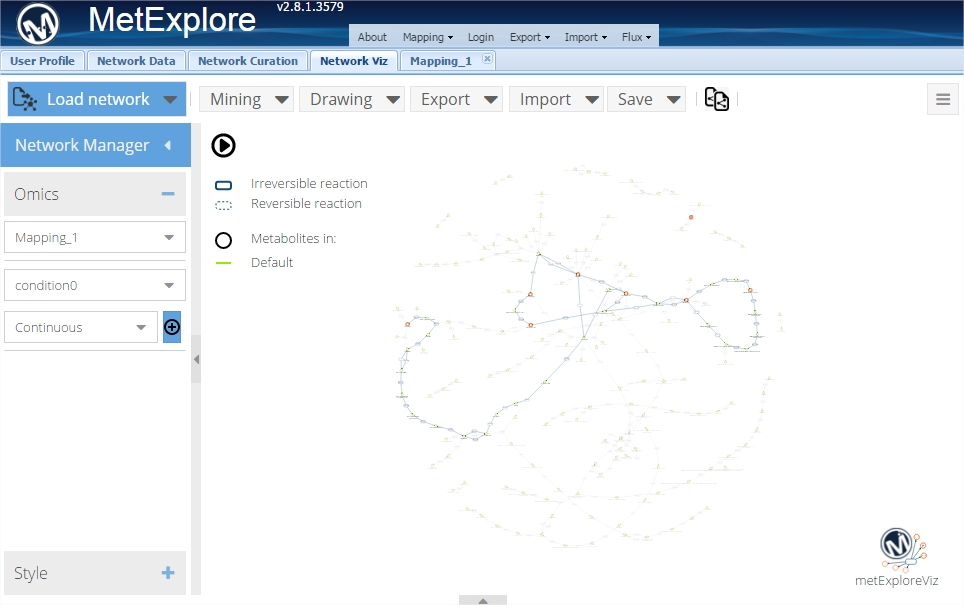 MetExplore
v2.8.1.3579
About Mapping Login Export Import Flux
User Profile Network Data Network Curation Network Viz Mapping_1
Load network Mining Drawing Export Import Save
Network Manager
Omics
Mapping_1
condition0
Continuous
Style
Irreversible reaction
Reversible reaction
Metabolites in:
Default
metExploreViz